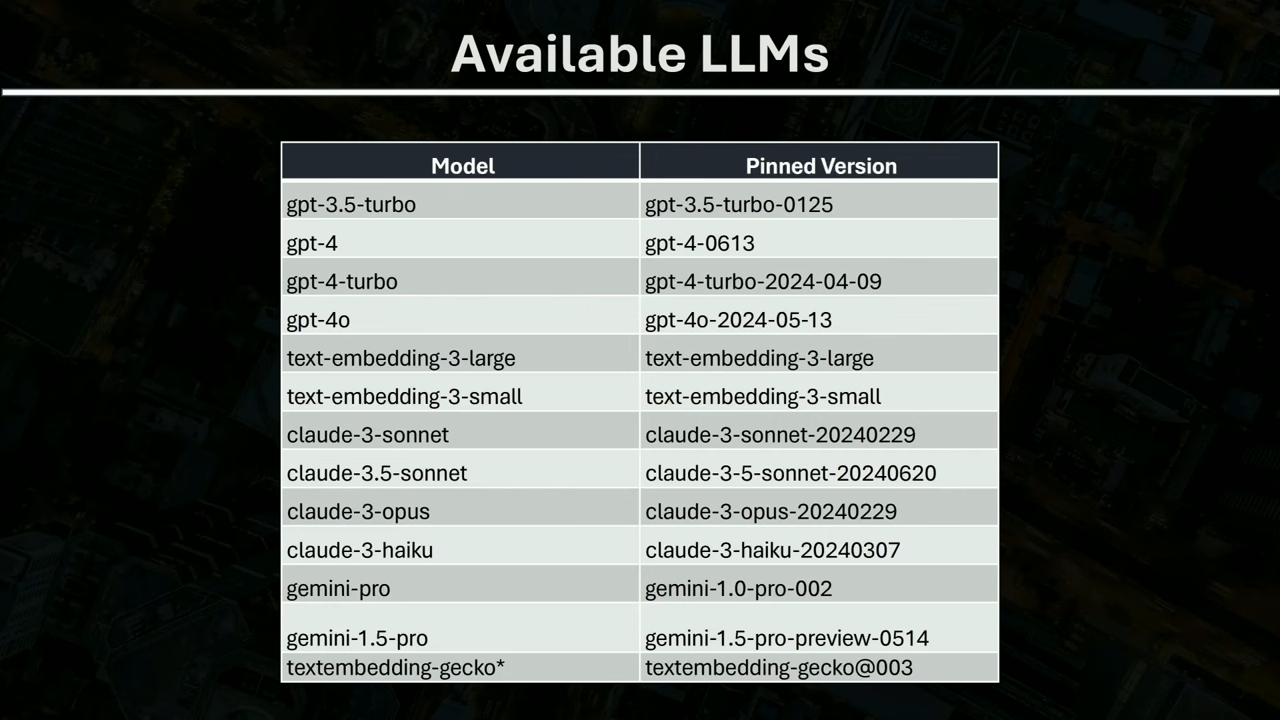 Available LLMs
Model Pinned Version
gpt-3.5-turbo gpt-3.5-turbo-0125
gpt-4 gpt-4-0613
gpt-4-turbo gpt-4-turbo-2024-04-09
gpt-4o gpt-4o-2024-05-13
text-embedding-3-large text-embedding-3-large
text-embedding-3-small text-embedding-3-small
claude-3-sonnet claude-3-sonnet-20240229
claude-3.5-sonnet claude-3-5-sonnet-20240620
claude-3-opus claude-3-opus-20240229
claude-3-haiku claude-3-haiku-20240307
gemini-pro gemini-1.0-pro-002
gemini-1.5-pro gemini-1.5-pro-preview-0514
textembedding-gecko* textembedding-gecko@003